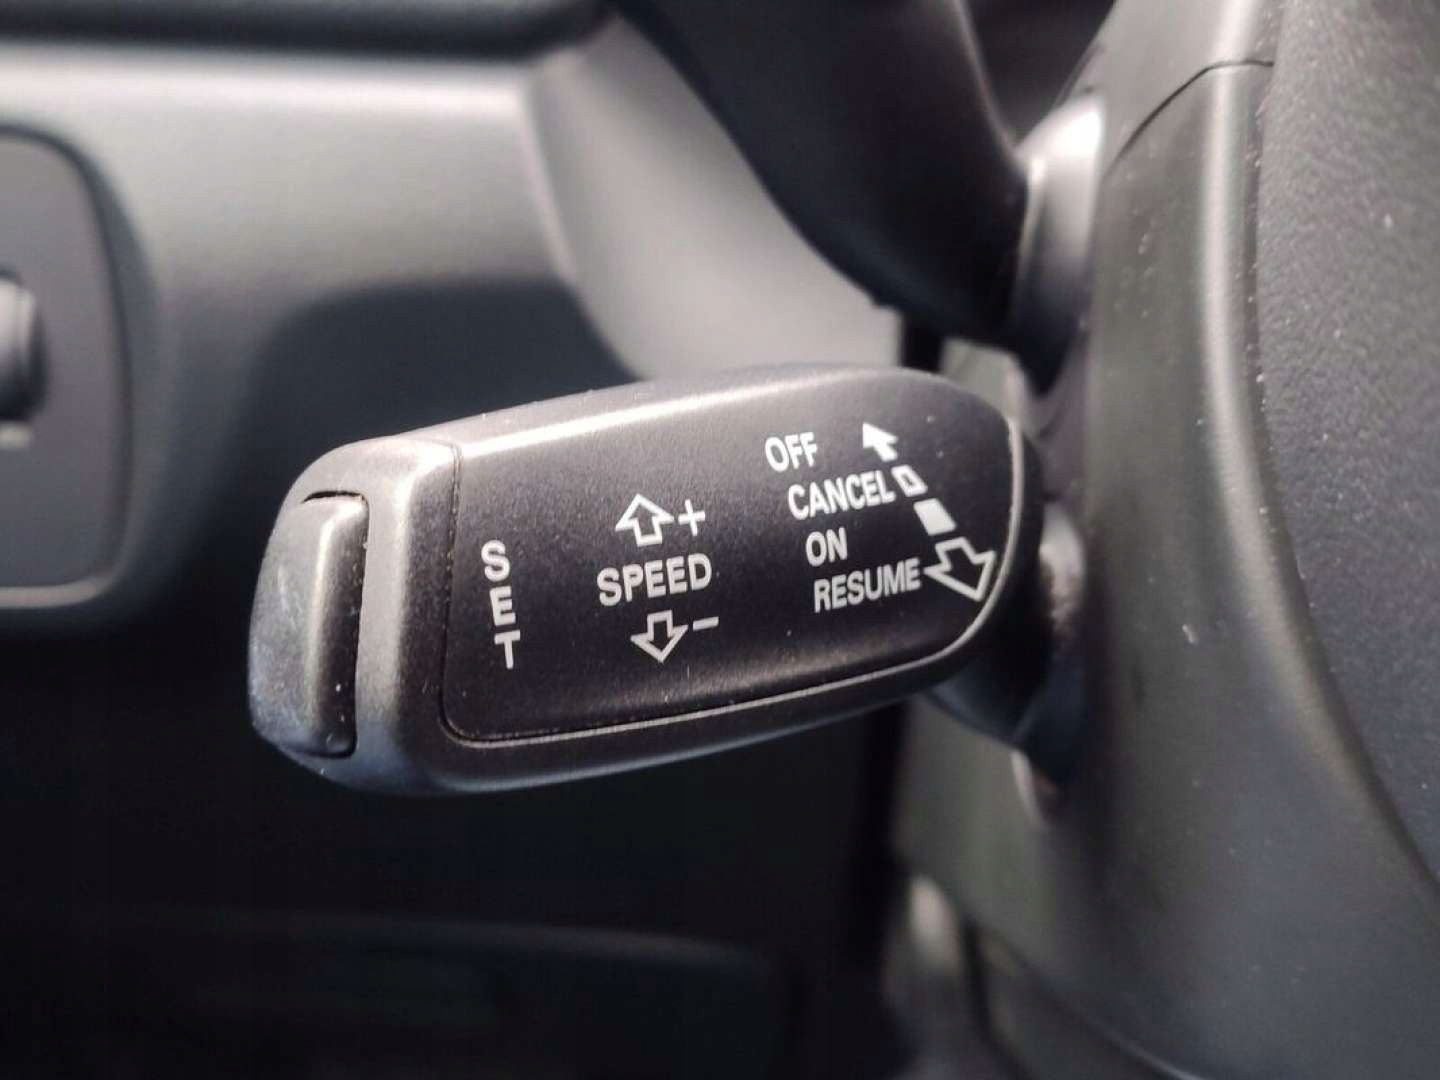 SET
+
SPEED
-
OFF
CANCEL
ON
RESUME